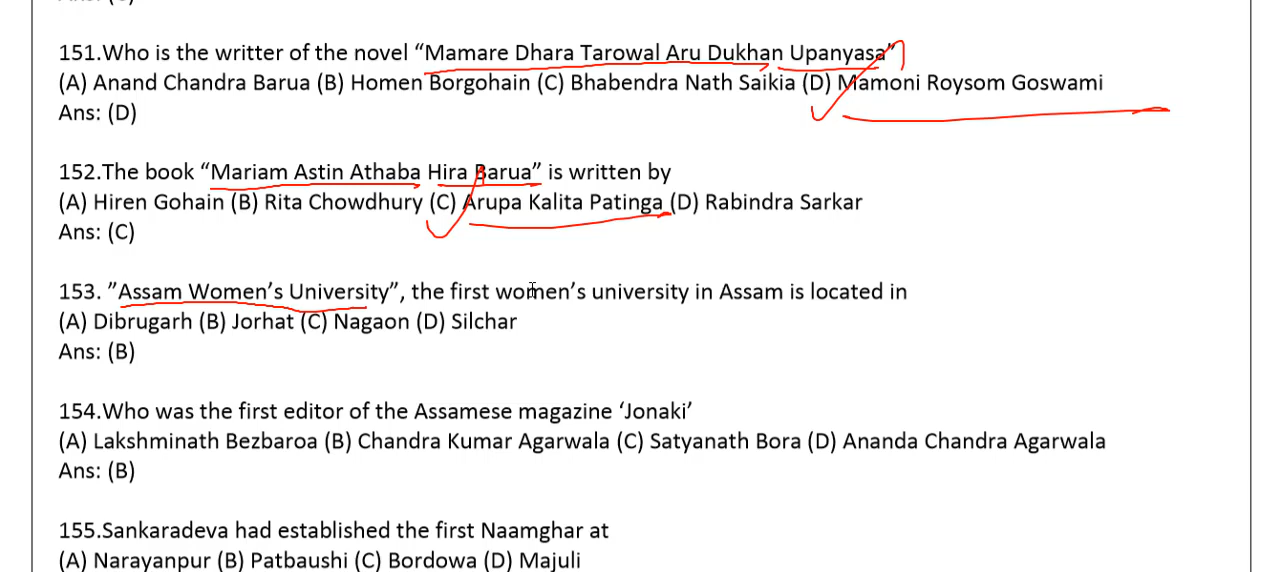 151.Who is the writter of the novel “Mamare Dhara Tarowal Aru Dukhan Upanyasa”
(A) Anand Chandra Barua (B) Homen Borgohain (C) Bhabendra Nath Saikia (D) Mamoni Roysom Goswami
Ans: (D)
152.The book “Mariam Astin Athaba Hira Barua” is written by
(A) Hiren Gohain (B) Rita Chowdhury (C) Arupa Kalita Patinga (D) Rabindra Sarkar
Ans: (C)
153. ”Assam Women’s University”, the first women’s university in Assam is located in
(A) Dibrugarh (B) Jorhat (C) Nagaon (D) Silchar
Ans: (B)
154.Who was the first editor of the Assamese magazine ‘Jonaki’
(A) Lakshminath Bezbaroa (B) Chandra Kumar Agarwala (C) Satyanath Bora (D) Ananda Chandra Agarwala
Ans: (B)
155.Sankaradeva had established the first Naamghar at
(A) Narayanpur (B) Patbaushi (C) Bordowa (D) Majuli